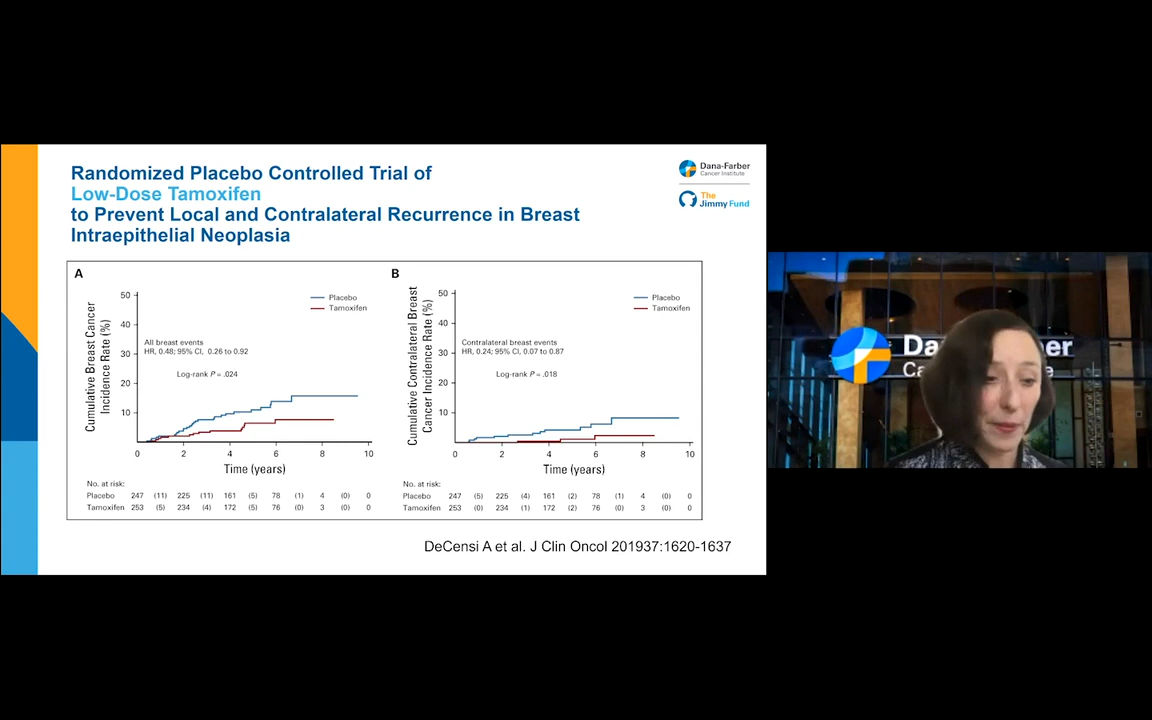 Randomized Placebo Controlled Trial of
Low-Dose Tamoxifen
to Prevent Local and Contralateral Recurrence in Breast
Intraepithelial Neoplasia
Dana-Farber
Cancer Institute
The
Jimmy Fund
A
Cumulative Breast Cancer
Incidence Rate (%)
50
40
30
20
10
Placebo
Tamoxifen
All breast events
HR, 0.48; 95% CI, 0.26 to 0.92
Log-rank P = .024
0 2 4 6 8 10
Time (years)
No. at risk:
Placebo 247 (11) 225 (11) 161 (5) 78 (1) 4 (0) 0
Tamoxifen 253 (5) 234 (4) 172 (5) 76 (0) 3 (0) 0
B
Cumulative Contralateral Breast
Cancer Incidence Rate (%)
50
40
30
20
10
Placebo
Tamoxifen
Contralateral breast events
HR, 0.24; 95% CI, 0.07 to 0.87
Log-rank P = .018
0 2 4 6 8 10
Time (years)
No. at risk:
Placebo 247 (5) 225 (4) 161 (2) 78 (1) 4 (0) 0
Tamoxifen 253 (0) 234 (1) 172 (2) 76 (0) 3 (0) 0
DeCensi A et al. J Clin Oncol 201937:1620-1637
Da arber
Ca e